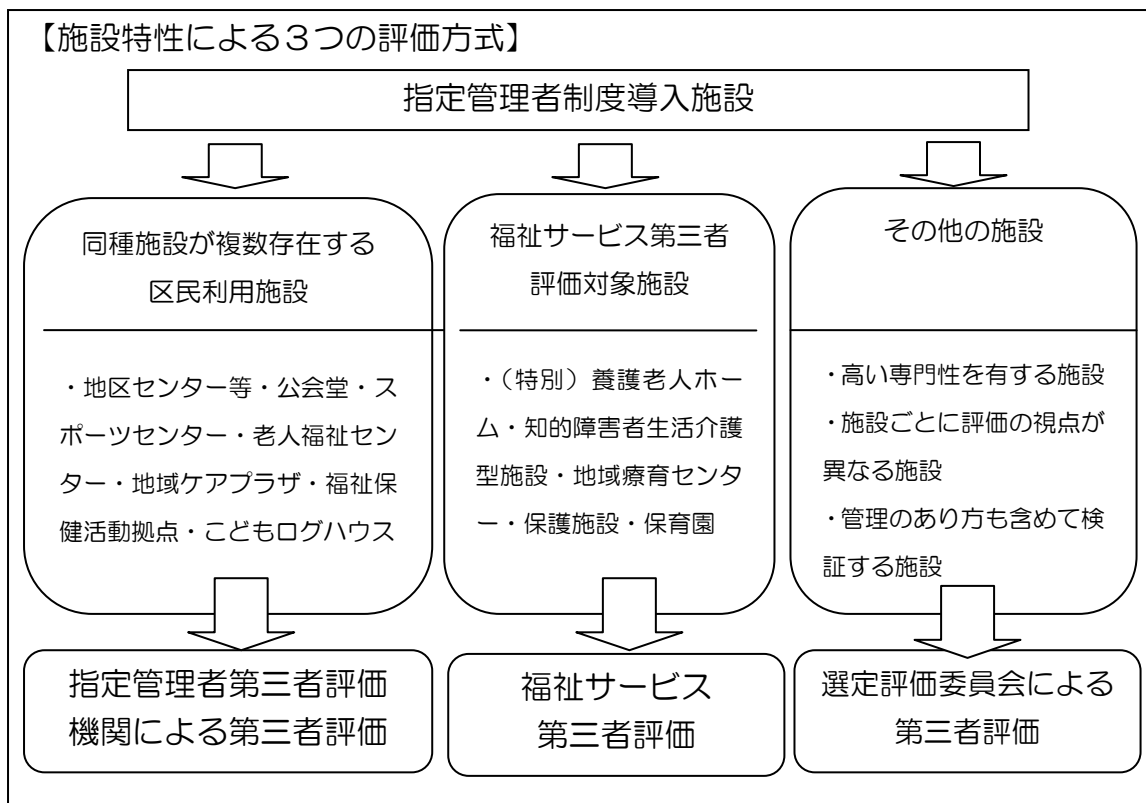 【施設特性による３つの評価方式】
指定管理者制度導入施設
同種施設が複数存在する
区民利用施設
・地区センター等・公会堂・ス
ポーツセンター・老人福祉セン
ター・地域ケアプラザ・福祉保
健活動拠点・こどもログハウス
指定管理者第三者評価
機関による第三者評価
福祉サービス第三者
評価対象施設
・（特別）養護老人ホー
ム・知的障害者生活介護
型施設・地域療育センタ
ー・保護施設・保育園
福祉サービス
第三者評価
その他の施設
・高い専門性を有する施設
・施設ごとに評価の視点が
異なる施設
・管理のあり方も含めて検
証する施設
選定評価委員会による
第三者評価